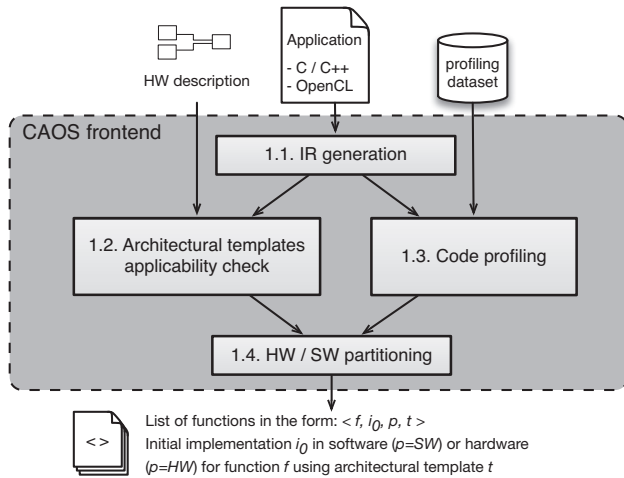 Application
- C / C++
- OpenCL
HW description
profiling
dataset
CAOS frontend
1.1. IR generation
1.2. Architectural templates
applicability check
1.3. Code profiling
1.4. HW / SW partitioning
< >
List of functions in the form: < f, i0, p, t >
Initial implementation i0 in software (p=SW) or hardware
(p=HW) for function f using architectural template t